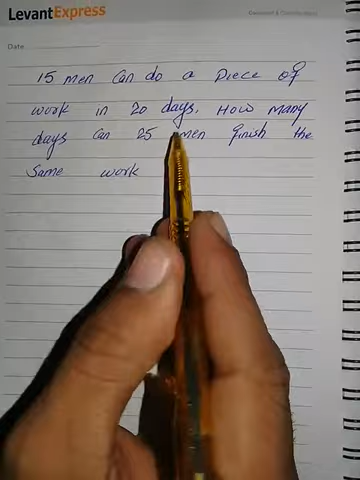 LevantExpress
Date
15 men can do a piece of
work in 20 days. How many
days can 25 men finish the
same work